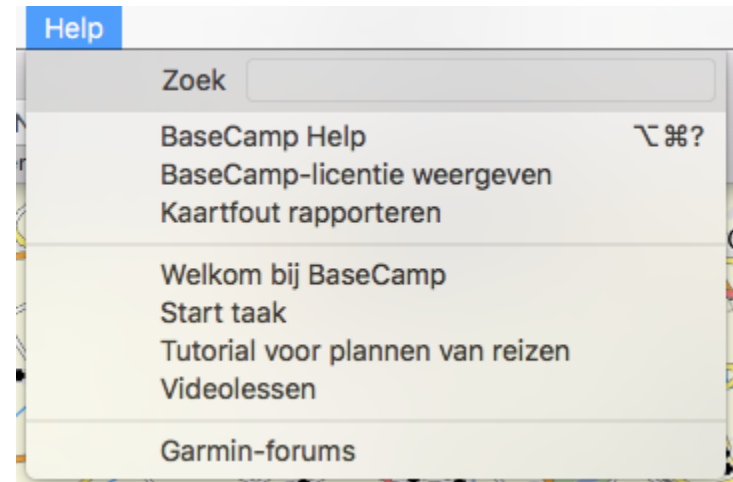 Help
Zoek
BaseCamp Help ⌥⌘?
BaseCamp-licentie weergeven
Kaartfout rapporteren
Welkom bij BaseCamp
Start taak
Tutorial voor plannen van reizen
Videolessen
Garmin-forums